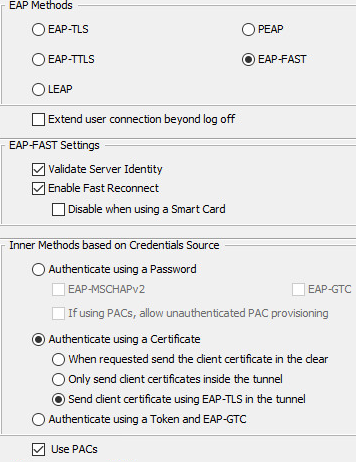 EAP Methods
EAP-TLS PEAP
EAP-TTLS EAP-FAST
LEAP
Extend user connection beyond log off
EAP-FAST Settings
Validate Server Identity
Enable Fast Reconnect
Disable when using a Smart Card
Inner Methods based on Credentials Source
Authenticate using a Password
EAP-MSCHAPv2 EAP-GTC
If using PACs, allow unauthenticated PAC provisioning
Authenticate using a Certificate
When requested send the client certificate in the clear
Only send client certificates inside the tunnel
Send client certificate using EAP-TLS in the tunnel
Authenticate using a Token and EAP-GTC
Use PACs